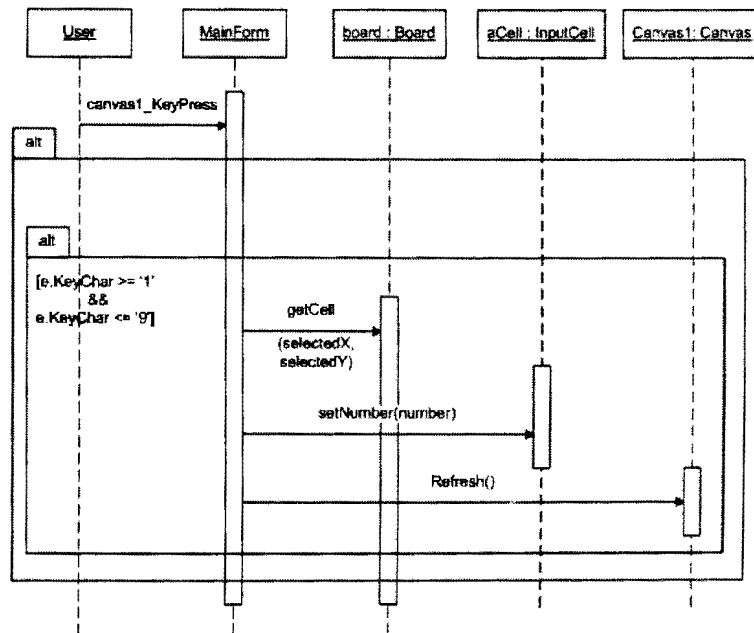 User
MainForm
board : Board
aCell : InputCell
Canvas1: Canvas
canvas1_KeyPress
alt
alt
[e.KeyChar >= '1'
&&
e.KeyChar <= '9']
getCell
(selectedX,
selectedY)
setNumber(number)
Refresh()